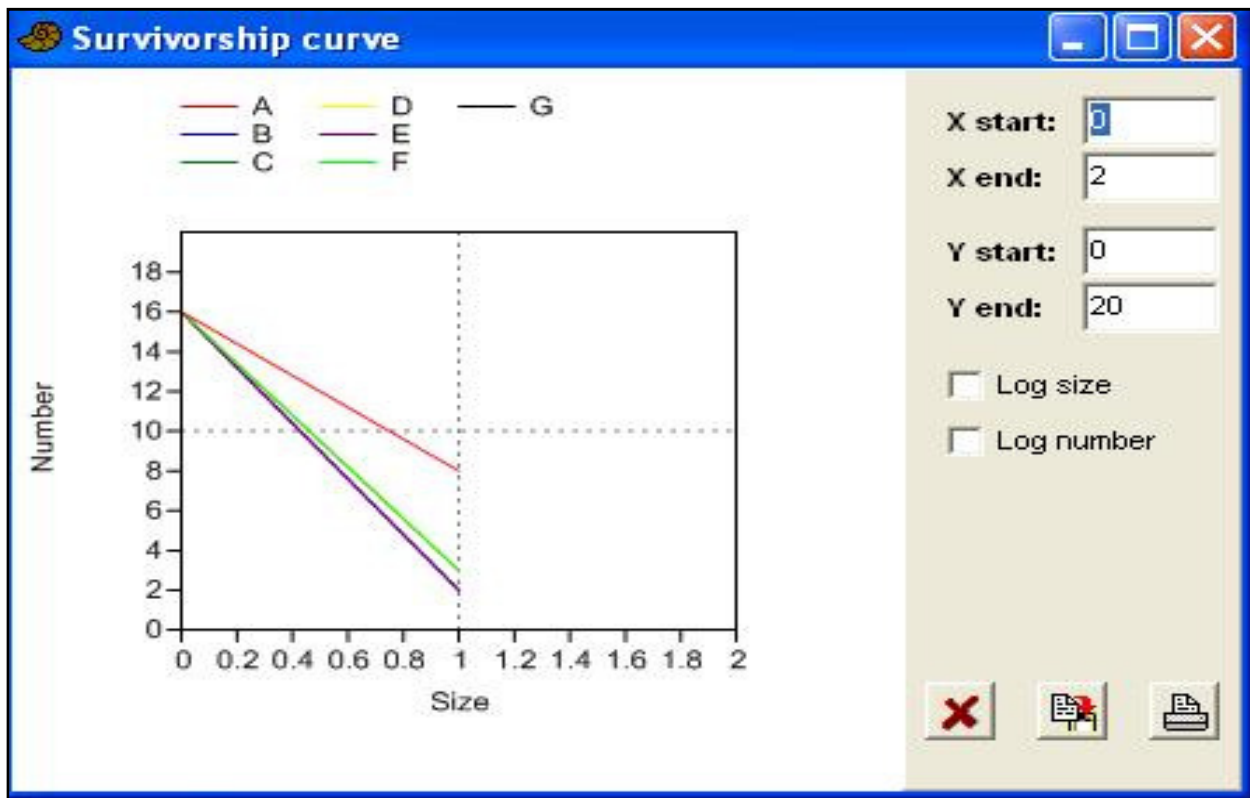 Survivorship curve
A D G
B E
C F
X start: 0
X end: 2
Y start: 0
Y end: 20
Log size
Log number
18
16
14
12
10
8
6
4
2
0
Number
0 0.2 0.4 0.6 0.8 1 1.2 1.4 1.6 1.8 2
Size